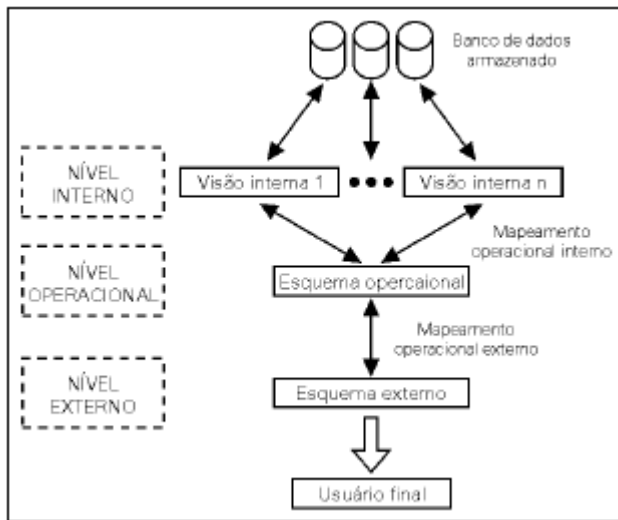 Banco de dados
armazenado
NÍVEL
INTERNO
Visão interna 1
Visão interna n
Mapeamento
operacional interno
NÍVEL
OPERACIONAL
Esquema opercaional
Mapeamento
operacional externo
NÍVEL
EXTERNO
Esquema externo
Usuário final